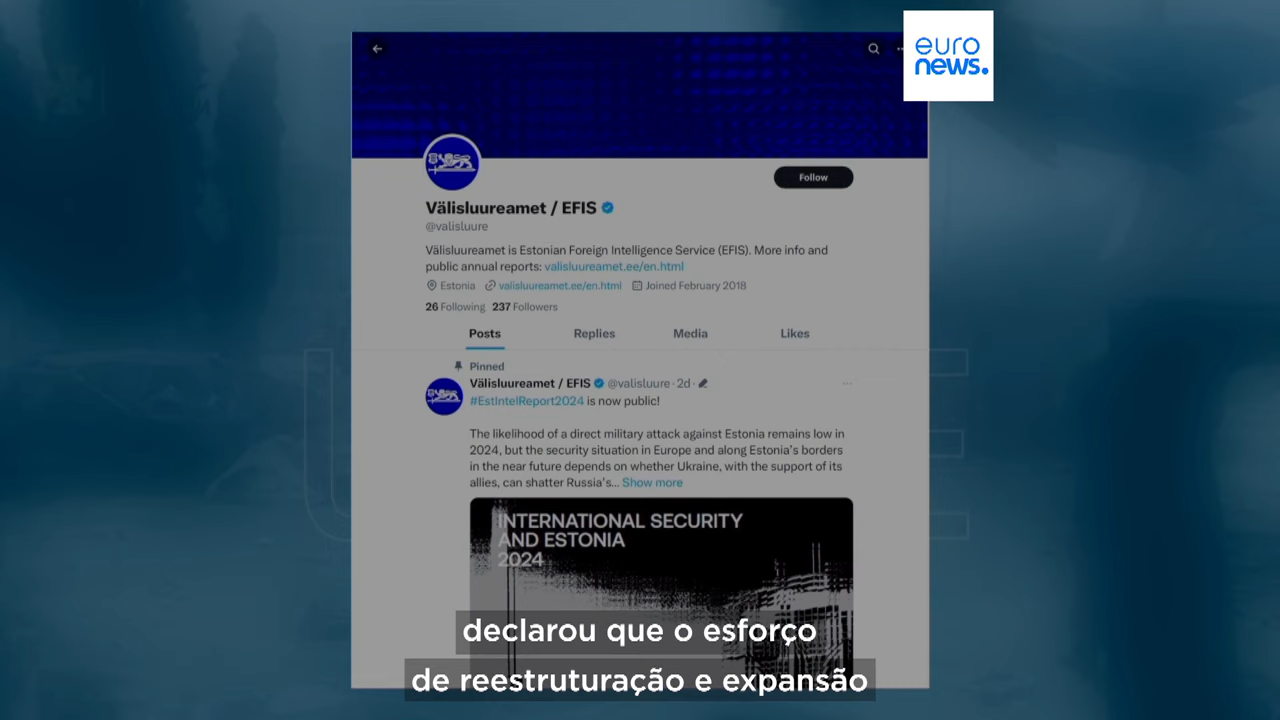 euro
news.
Follow
Välisluureamet / EFIS
@valisluure
Välisluureamet is Estonian Foreign Intelligence Service (EFIS). More info and
public annual reports: valisluureamet.ee/en.html
Estonia valisluureamet.ee/en.html Joined February 2018
26 Following 237 Followers
Posts Replies Media Likes
Pinned
Välisluureamet / EFIS @valisluure · 2d ·
#EstIntelReport2024 is now public!
The likelihood of a direct military attack against Estonia remains low in
2024, but the security situation in Europe and along Estonia's borders
in the near future depends on whether Ukraine, with the support of its
allies, can shatter Russia's... Show more
INTERNATIONAL SECURITY
AND ESTONIA
2024
declarou que o esforço
de reestruturação e expansão